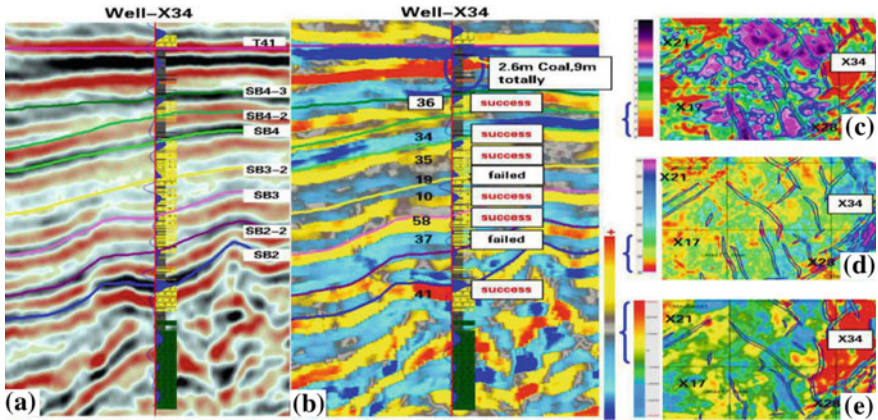 Well-X34
T41
SB4-3
SB4-2
SB4
SB3-2
SB3
SB2-2
SB2
(a)
Well-X34
2.6m Coal,9m
totally
36 success
34 success
35 success
19 failed
10 success
58 success
37 failed
41 success
+
(b)
X21
X34
X17
X28
(c)
X21
X34
X17
X28
(d)
X21
X34
X17
X28
(e)